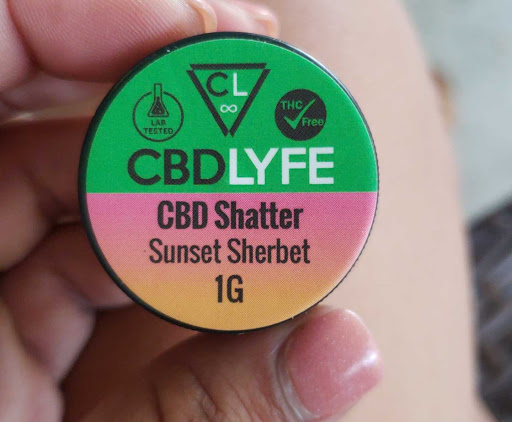 CL
∞
LAB
TESTED
THC
Free
CBDLYFE
CBD Shatter
Sunset Sherbet
1G